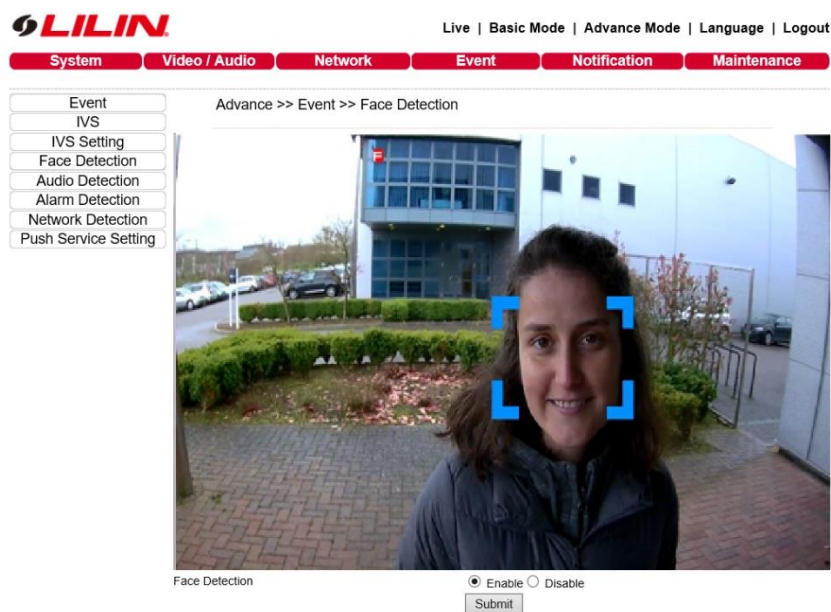 LILIN
Live | Basic Mode | Advance Mode | Language | Logout
System Video / Audio Network Event Notification Maintenance
Event
IVS
IVS Setting
Face Detection
Audio Detection
Alarm Detection
Network Detection
Push Service Setting
Advance >> Event >> Face Detection
F
Face Detection Enable Disable
Submit